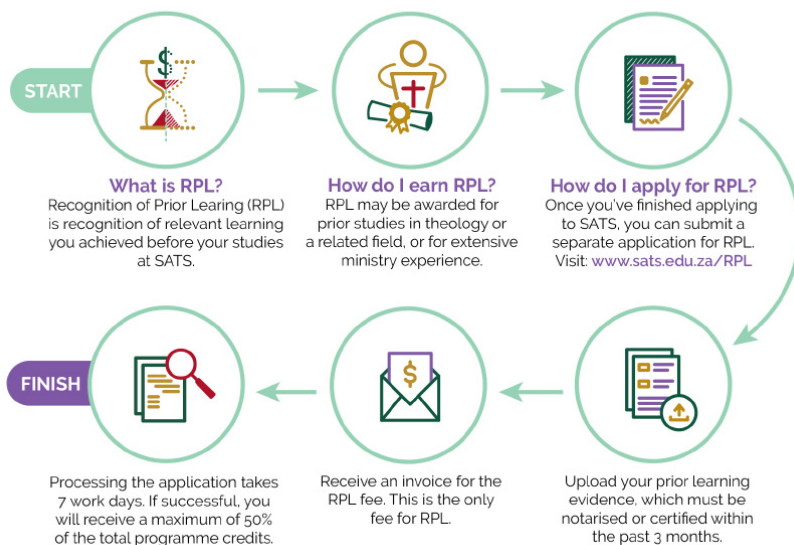 START
What is RPL?
Recognition of Prior Learing (RPL)
is recognition of relevant learning
you achieved before your studies
at SATS.
How do I earn RPL?
RPL may be awarded for
prior studies in theology or
a related field, or for extensive
ministry experience.
How do I apply for RPL?
Once you've finished applying
to SATS, you can submit a
separate application for RPL.
Visit: www.sats.edu.za/RPL
Upload your prior learning
evidence, which must be
notarised or certified within
the past 3 months.
Receive an invoice for the
RPL fee. This is the only
fee for RPL.
FINISH
Processing the application takes
7 work days. If successful, you
will receive a maximum of 50%
of the total programme credits.